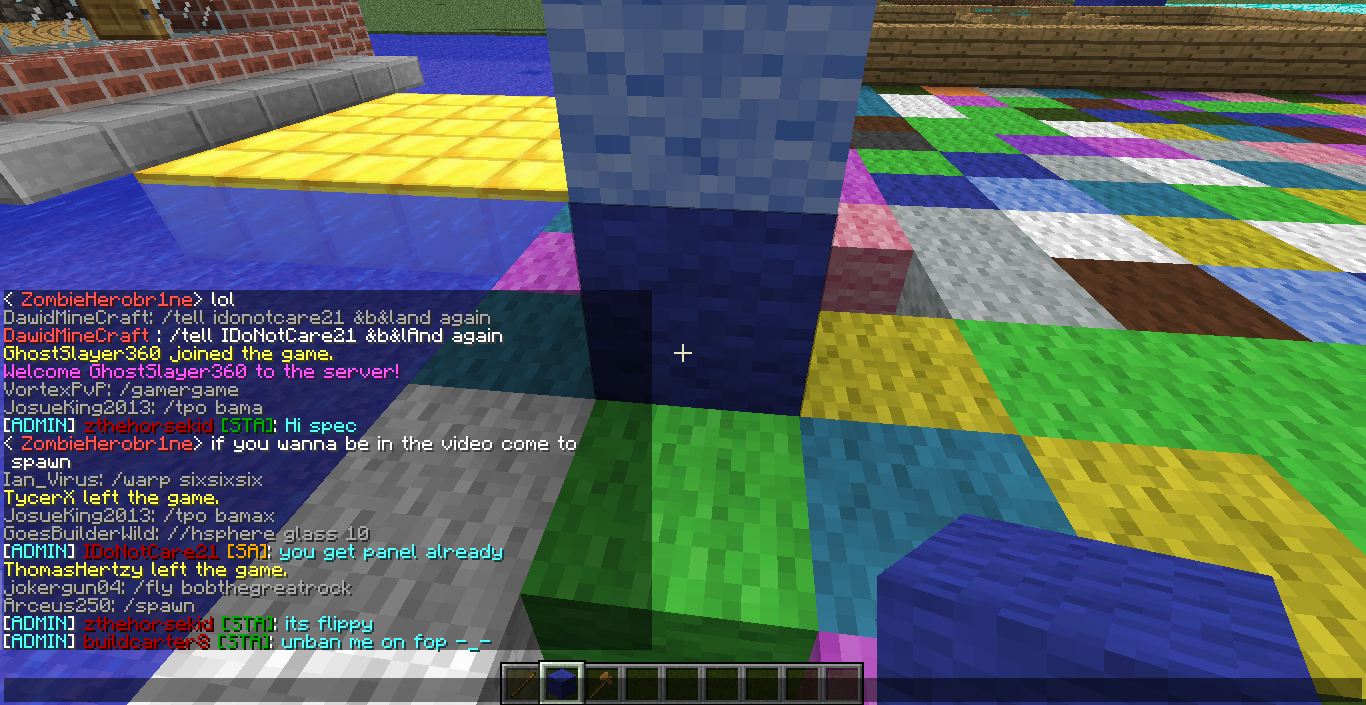 < ZombieHerobr1ne> lol
DawidMineCraft: /tell idonotcare21 &b&land again
DawidMineCraft : /tell IDoNotCare21 &b&lAnd again
GhostSlayer360 joined the game.
Welcome GhostSlayer360 to the server!
VortexPvP: /gamergame
JosueKing2013: /tpo bama
[ADMIN] zthehorsekid [STA]: Hi spec
< ZombieHerobr1ne> if you wanna be in the video come to
spawn
Ian_Virus: /warp sixsixsix
TycerX left the game.
JosueKing2013: /tpo bamax
GoesBuilderWild: //hsphere glass 10
[ADMIN] IDoNotCare21 [SA]: you get panel already
ThomasHertzy left the game.
Jokergun04: /fly bobthegreatrock
Arceus250: /spawn
[ADMIN] zthehorsekid [STA]: its flippy
[ADMIN] buildcarter8 [STA]: unban me on fop -_-